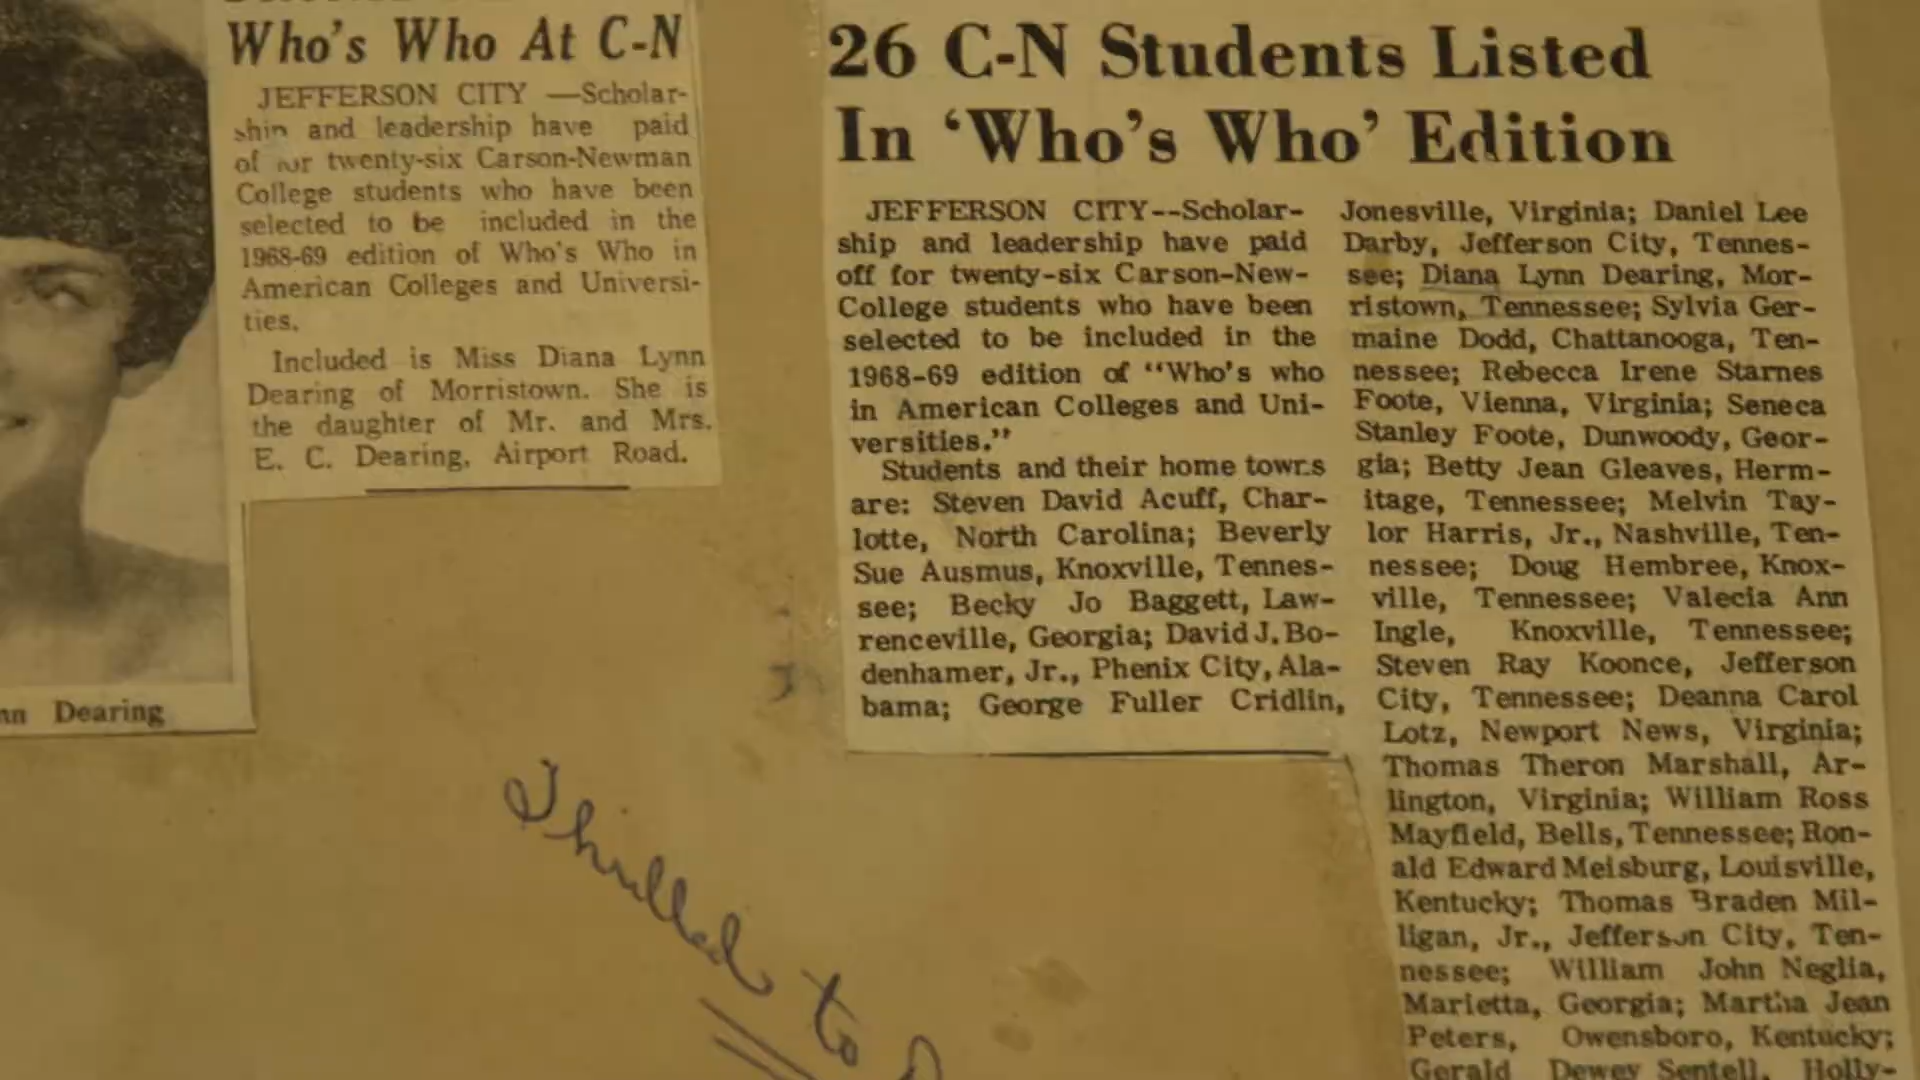 Who's Who At C-N
JEFFERSON CITY —Scholar-
ship and leadership have paid
of for twenty-six Carson-Newman
College students who have been
selected to be included in the
1968-69 edition of Who's Who in
American Colleges and Universi-
ties.
Included is Miss Diana Lynn
Dearing of Morristown. She is
the daughter of Mr. and Mrs.
E. C. Dearing, Airport Road.
Dearing
26 C-N Students Listed
In 'Who's Who' Edition
JEFFERSON CITY--Scholar-
ship and leadership have paid
off for twenty-six Carson-New-
College students who have been
selected to be included in the
1968-69 edition of "Who's who
in American Colleges and Uni-
versities."
Students and their home towns
are: Steven David Acuff, Char-
lotte, North Carolina; Beverly
Sue Ausmus, Knoxville, Tennes-
see; Becky Jo Baggett, Law-
renceville, Georgia; David J. Bo-
denhamer, Jr., Phenix City, Ala-
bama; George Fuller Cridlin,
Jonesville, Virginia; Daniel Lee
Darby, Jefferson City, Tennes-
see; Diana Lynn Dearing, Mor-
ristown, Tennessee; Sylvia Ger-
maine Dodd, Chattanooga, Ten-
nessee; Rebecca Irene Starnes
Foote, Vienna, Virginia; Seneca
Stanley Foote, Dunwoody, Geor-
gia; Betty Jean Gleaves, Herm-
itage, Tennessee; Melvin Tay-
lor Harris, Jr., Nashville, Ten-
nessee; Doug Hembree, Knox-
ville, Tennessee; Valecia Ann
Ingle, Knoxville, Tennessee;
Steven Ray Koonce, Jefferson
City, Tennessee; Deanna Carol
Lotz, Newport News, Virginia;
Thomas Theron Marshall, Ar-
lington, Virginia; William Ross
Mayfield, Bells, Tennessee; Ron-
ald Edward Meisburg, Louisville,
Kentucky; Thomas Braden Mil-
ligan, Jr., Jefferson City, Ten-
nessee; William John Neglia,
Marietta, Georgia; Martha Jean
Peters, Owensboro, Kentucky;
Gerald Dewey Sentell, Holly-
Thrilled to